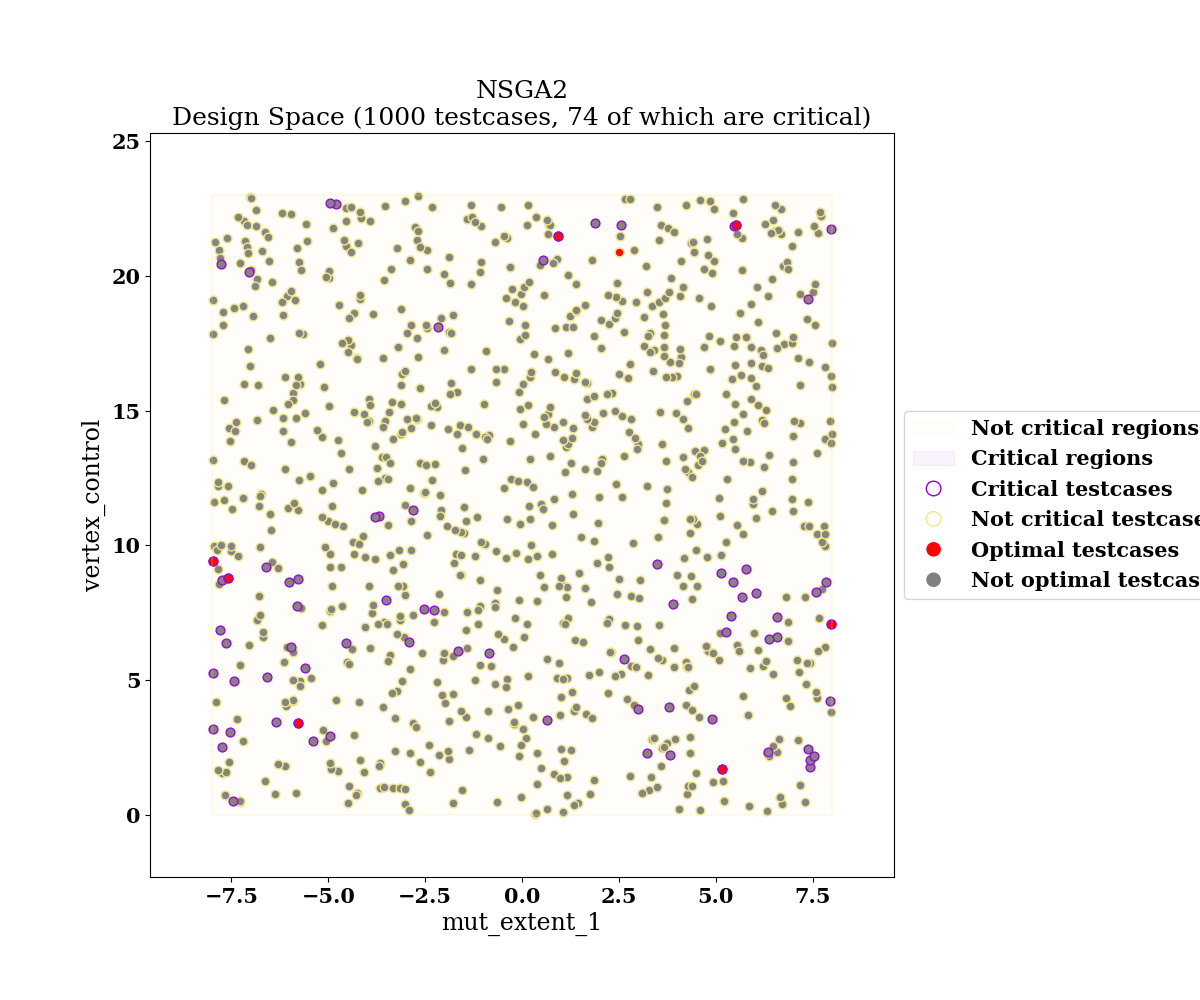 NSGA2
Design Space (1000 testcases, 74 of which are critical)
25
20
15
10
5
0
vertex_control
−7.5
−5.0
−2.5
0.0
2.5
5.0
7.5
mut_extent_1
Not critical regions
Critical regions
Critical testcases
Not critical testcase
Optimal testcases
Not optimal testcas